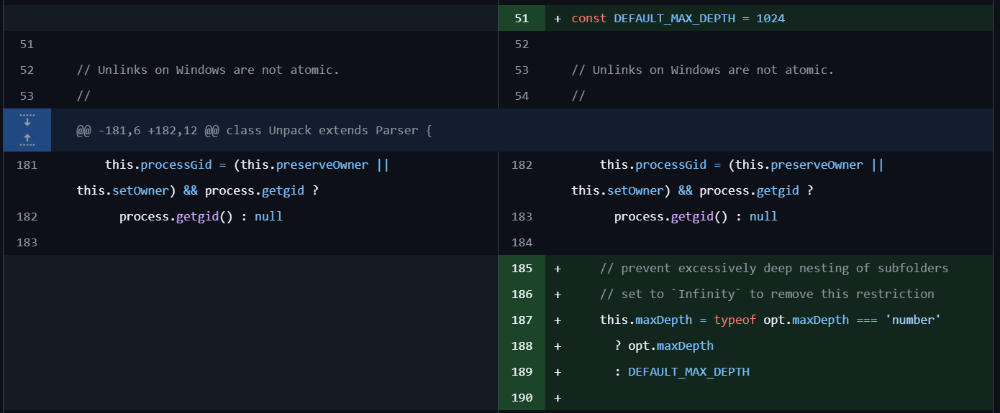 51 + const DEFAULT_MAX_DEPTH = 1024
51 52
52 // Unlinks on Windows are not atomic. 53 // Unlinks on Windows are not atomic.
53 // 54 //
@@ -181,6 +182,12 @@ class Unpack extends Parser {
181 this.processGid = (this.preserveOwner || 182 this.processGid = (this.preserveOwner ||
this.setOwner) && process.getgid ? this.setOwner) && process.getgid ?
182 process.getgid() : null 183 process.getgid() : null
183 184
185 + // prevent excessively deep nesting of subfolders
186 + // set to `Infinity` to remove this restriction
187 + this.maxDepth = typeof opt.maxDepth === 'number'
188 + ? opt.maxDepth
189 + : DEFAULT_MAX_DEPTH
190 +